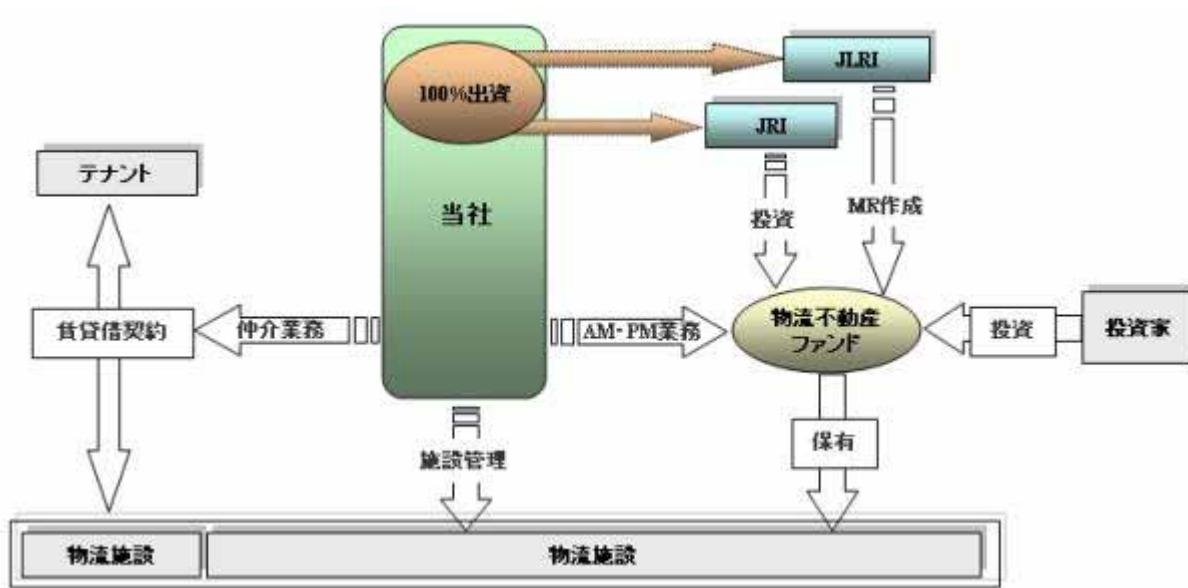 JLRI
100%出資
JRI
テナント
当社
投資
MR作成
賃貸借契約
仲介業務
AM・PM業務
物流不動産
ファンド
投資
投資家
施設管理
保有
物流施設
物流施設